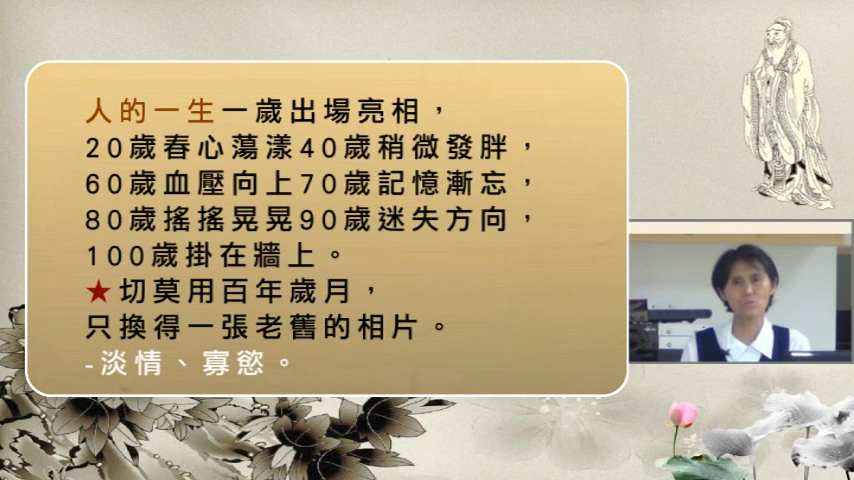 人的一生一歲出場亮相，
20歲春心蕩漾40歲稍微發胖，
60歲血壓向上70歲記憶漸忘，
80歲搖搖晃晃90歲迷失方向，
100歲掛在牆上。
★切莫用百年歲月，
只換得一張老舊的相片。
-淡情、寡慾。